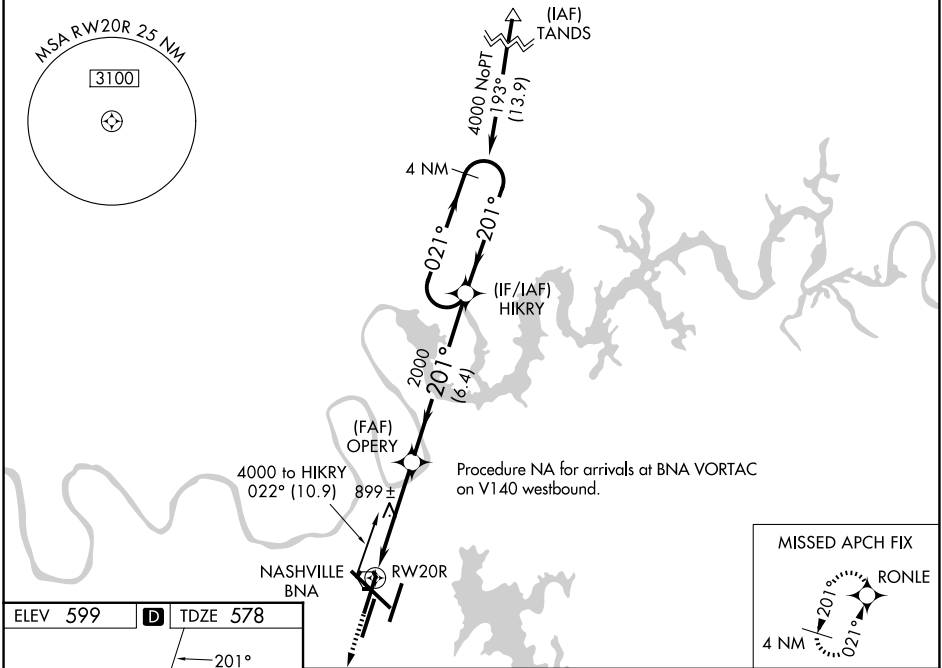 MSA RW20R 25 NM
3100
(IAF)
TANDS
4000 NoPT
193°
(13.9)
4 NM
021°
201°
(IF/IAF)
HIKRY
2000
201°
(6.4)
(FAF)
OPERY
4000 to HIKRY
022° (10.9)
899 ±
Procedure NA for arrivals at BNA VORTAC
on V140 westbound.
NASHVILLE
BNA
RW20R
MISSED APCH FIX
RONLE
201°
021°
4 NM
ELEV 599 D TDZE 578
201°